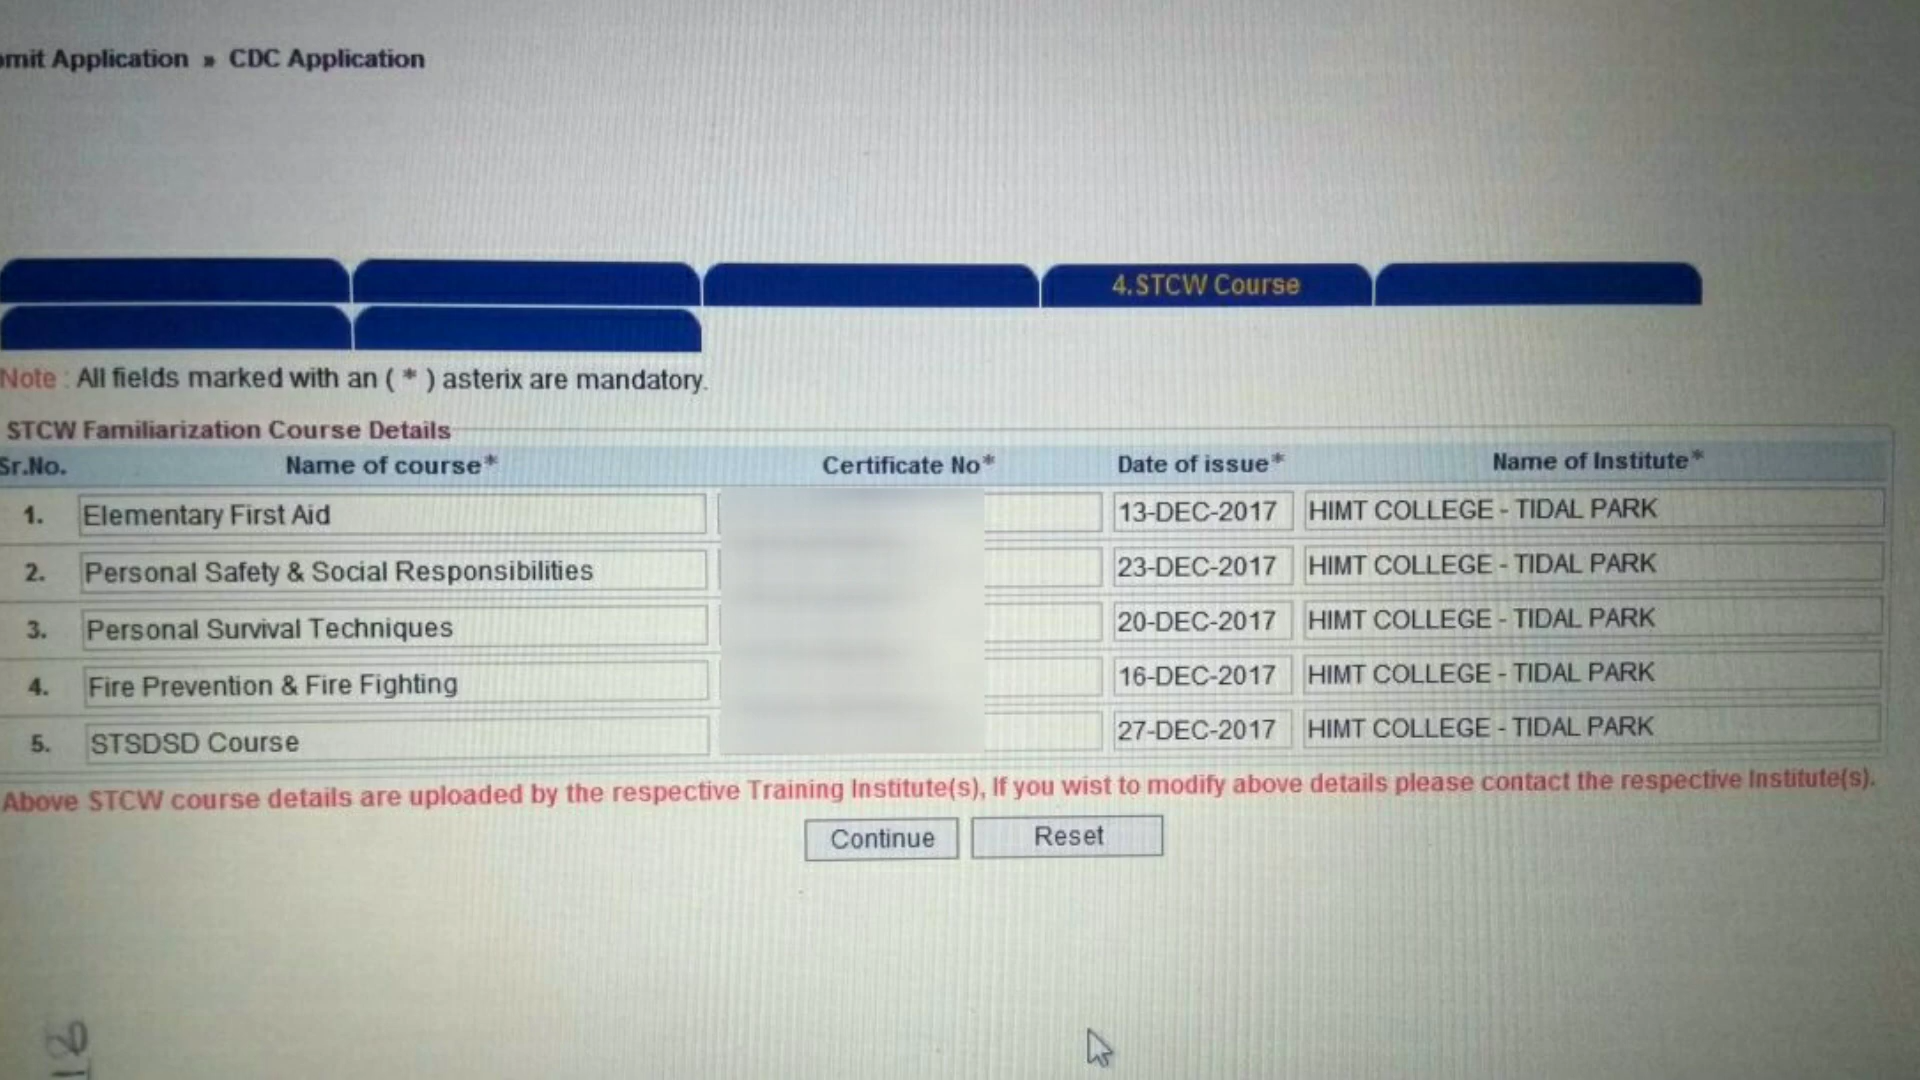 Application » CDC Application
4.STCW Course
Note : All fields marked with an ( * ) asterix are mandatory.
STCW Familiarization Course Details
Sr.No. Name of course* Certificate No* Date of issue* Name of Institute*
1. Elementary First Aid 13-DEC-2017 HIMT COLLEGE - TIDAL PARK
2. Personal Safety & Social Responsibilities 23-DEC-2017 HIMT COLLEGE - TIDAL PARK
3. Personal Survival Techniques 20-DEC-2017 HIMT COLLEGE - TIDAL PARK
4. Fire Prevention & Fire Fighting 16-DEC-2017 HIMT COLLEGE - TIDAL PARK
5. STSDSD Course 27-DEC-2017 HIMT COLLEGE - TIDAL PARK
Above STCW course details are uploaded by the respective Training Institute(s), If you wist to modify above details please contact the respective Institute(s).
Continue Reset
18